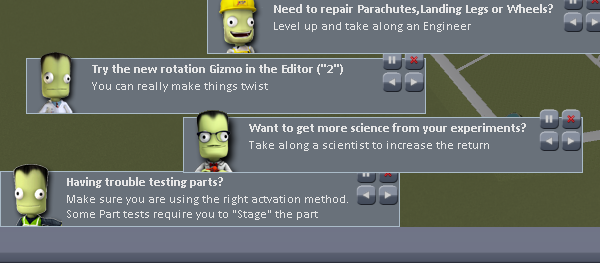 Need to repair Parachutes,Landing Legs or Wheels?
Level up and take along an Engineer
Try the new rotation Gizmo in the Editor ("2")
You can really make things twist
Want to get more science from your experiments?
Take along a scientist to increase the return
Having trouble testing parts?
Make sure you are using the right actvation method.
Some Part tests require you to "Stage" the part